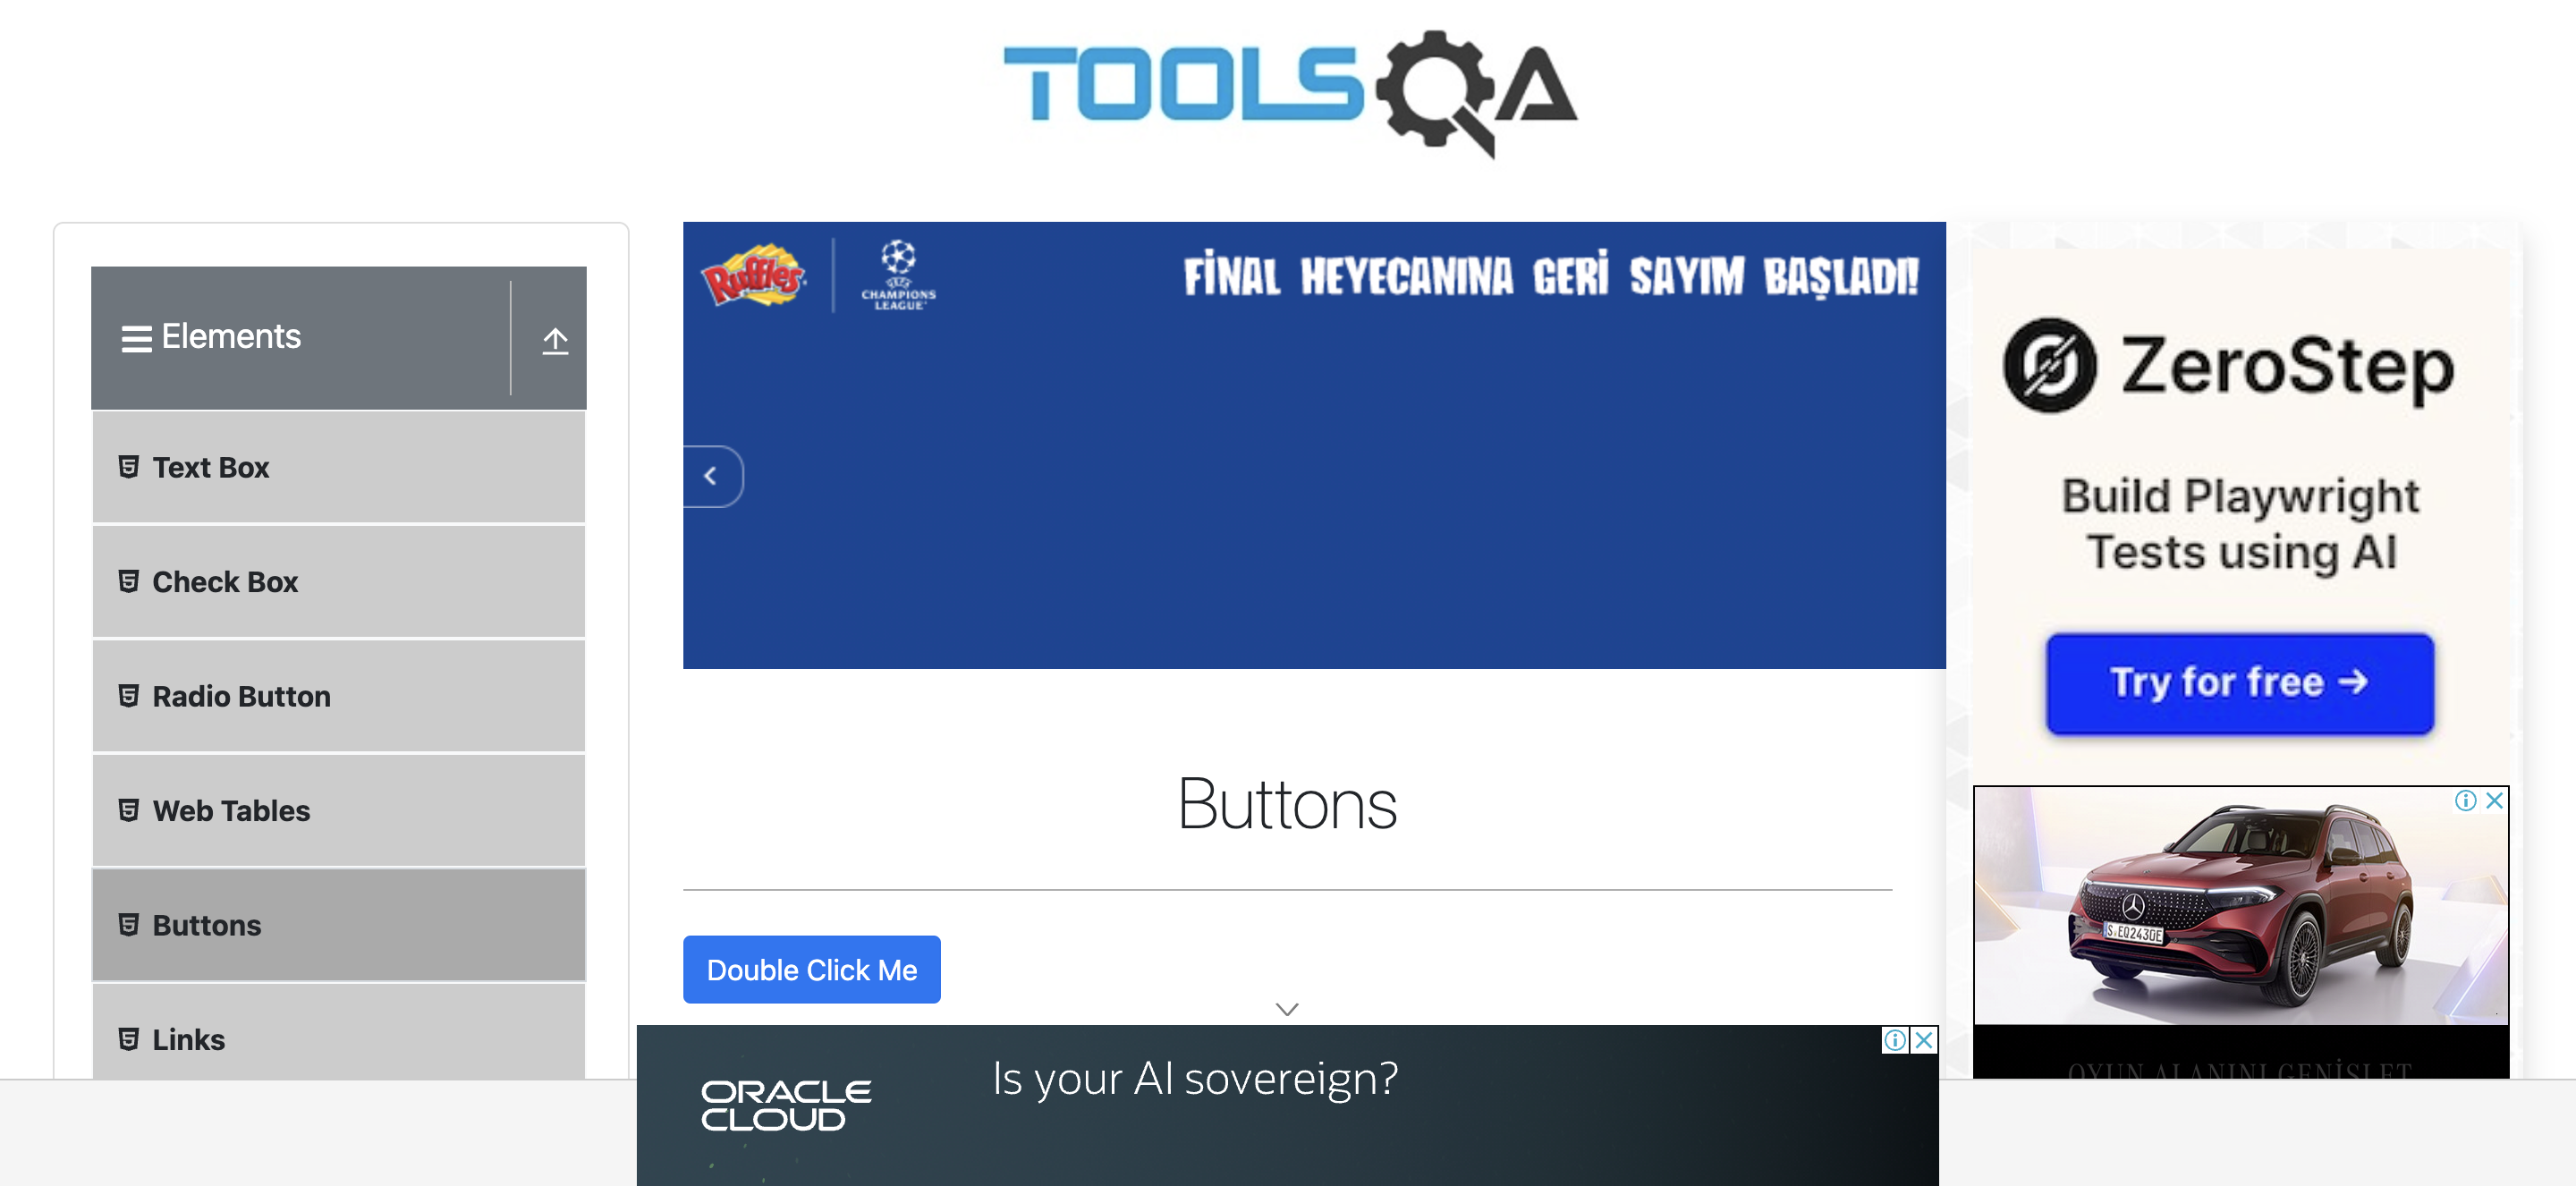 TOOLSQA
Elements
Text Box
Check Box
Radio Button
Web Tables
Buttons
Links
Ruffles
UEFA
CHAMPIONS
LEAGUE
FİNAL HEYECANINA GERİ SAYIM BAŞLADI!
Buttons
Double Click Me
ORACLE
CLOUD
Is your AI sovereign?
ZeroStep
Build Playwright
Tests using AI
Try for free →
S EQ2430E
OYUN ALANINI GENİŞLET